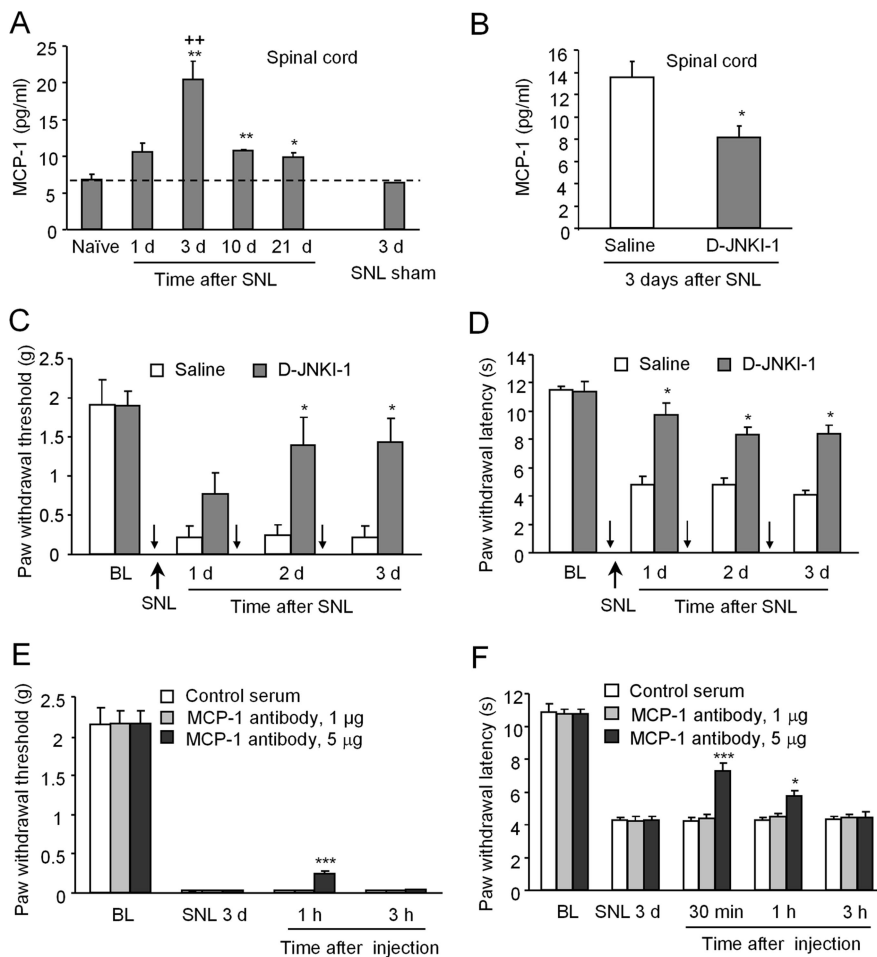 A
MCP-1 (pg/ml)
25
20
15
10
5
0
++
**
**
*
Spinal cord
Naïve 1 d 3 d 10 d 21 d 3 d
Time after SNL
SNL sham
B
MCP-1 (pg/ml)
16
14
12
10
8
6
4
2
0
Spinal cord
*
Saline D-JNKI-1
3 days after SNL
C
Paw withdrawal threshold (g)
2.5
2
1.5
1
0.5
0
Saline D-JNKI-1
* *
BL 1 d 2 d 3 d
SNL
Time after SNL
D
Paw withdrawal latency (s)
14
12
10
8
6
4
2
0
Saline D-JNKI-1
* * *
BL 1 d 2 d 3 d
SNL
Time after SNL
E
Paw withdrawal threshold (g)
2.5
2
1.5
1
0.5
0
Control serum
MCP-1 antibody, 1 µg
MCP-1 antibody, 5 µg
***
BL SNL 3 d 1 h 3 h
Time after injection
F
Paw withdrawal latency (s)
12
10
8
6
4
2
0
Control serum
MCP-1 antibody, 1 µg
MCP-1 antibody, 5 µg
***
*
BL SNL 3 d 30 min 1 h 3 h
Time after injection